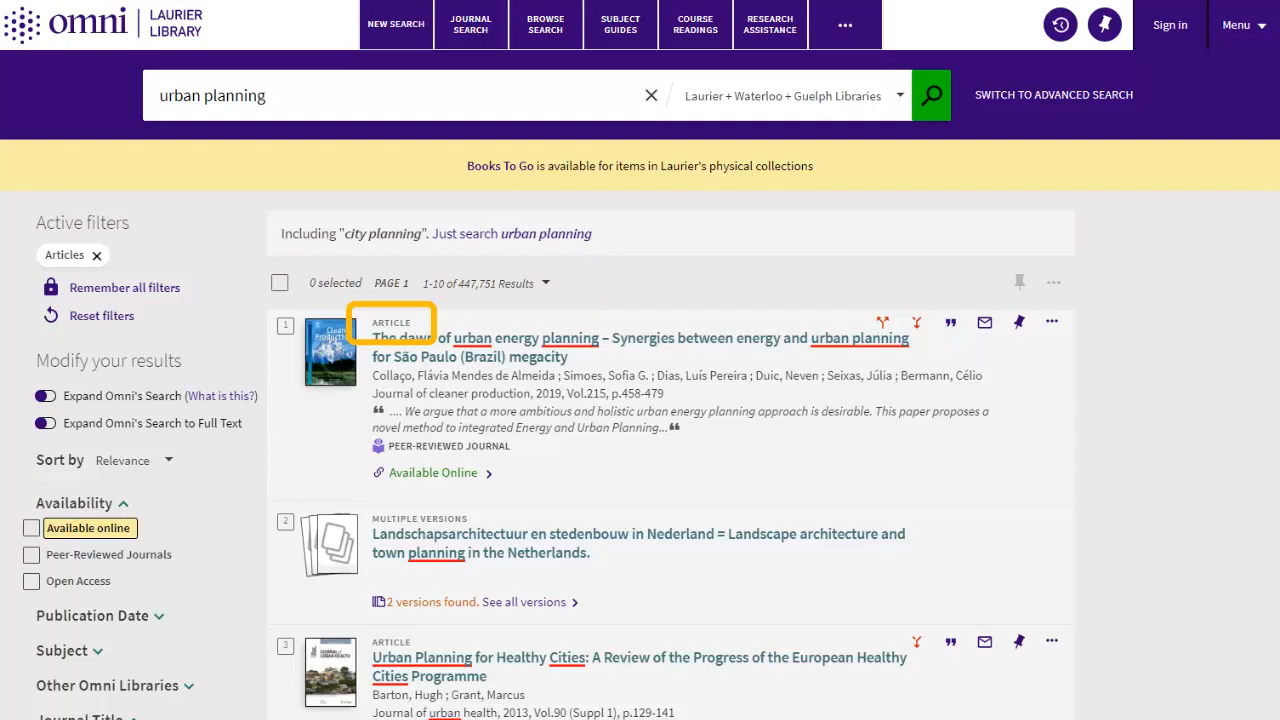 omni LAURIER LIBRARY
NEW SEARCH
JOURNAL SEARCH
BROWSE SEARCH
SUBJECT GUIDES
COURSE READINGS
RESEARCH ASSISTANCE
Sign in
Menu
urban planning
Laurier + Waterloo + Guelph Libraries
SWITCH TO ADVANCED SEARCH
Books To Go is available for items in Laurier's physical collections
Active filters
Articles
Remember all filters
Reset filters
Modify your results
Expand Omni's Search (What is this?)
Expand Omni's Search to Full Text
Sort by Relevance
Availability
Available online
Peer-Reviewed Journals
Open Access
Publication Date
Subject
Other Omni Libraries
Journal Title
Including "city planning". Just search urban planning
0 selected PAGE 1 1-10 of 447,751 Results
1
ARTICLE
The dawn of urban energy planning – Synergies between energy and urban planning
for São Paulo (Brazil) megacity
Collaço, Flávia Mendes de Almeida ; Simoes, Sofia G. ; Dias, Luís Pereira ; Duic, Neven ; Seixas, Júlia ; Bermann, Célio
Journal of cleaner production, 2019, Vol.215, p.458-479
❝ .... We argue that a more ambitious and holistic urban energy planning approach is desirable. This paper proposes a
novel method to integrated Energy and Urban Planning...❝
PEER-REVIEWED JOURNAL
Available Online
2
MULTIPLE VERSIONS
Landschapsarchitectuur en stedenbouw in Nederland = Landscape architecture and
town planning in the Netherlands.
2 versions found. See all versions
3
ARTICLE
Urban Planning for Healthy Cities: A Review of the Progress of the European Healthy
Cities Programme
Barton, Hugh ; Grant, Marcus
Journal of urban health, 2013, Vol.90 (Suppl 1), p.129-141